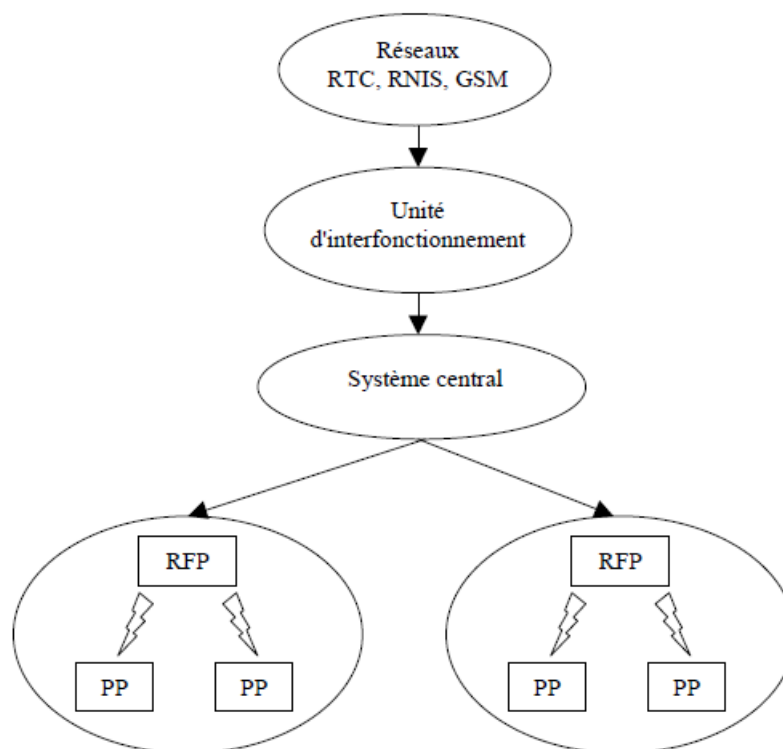 Réseaux
RTC, RNIS, GSM
Unité
d'interfonctionnement
Système central
RFP
RFP
PP
PP
PP
PP